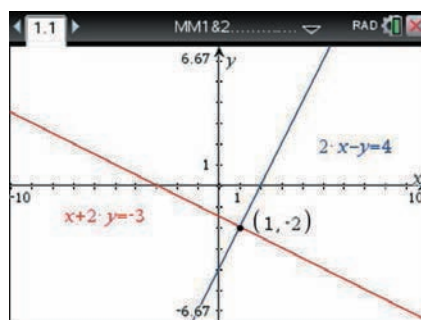 1.1 MM1&2............. RAD
6.67 y
2·x−y=4
1
-10 1 x 10
x+2·y=-3
(1,-2)
-6.67